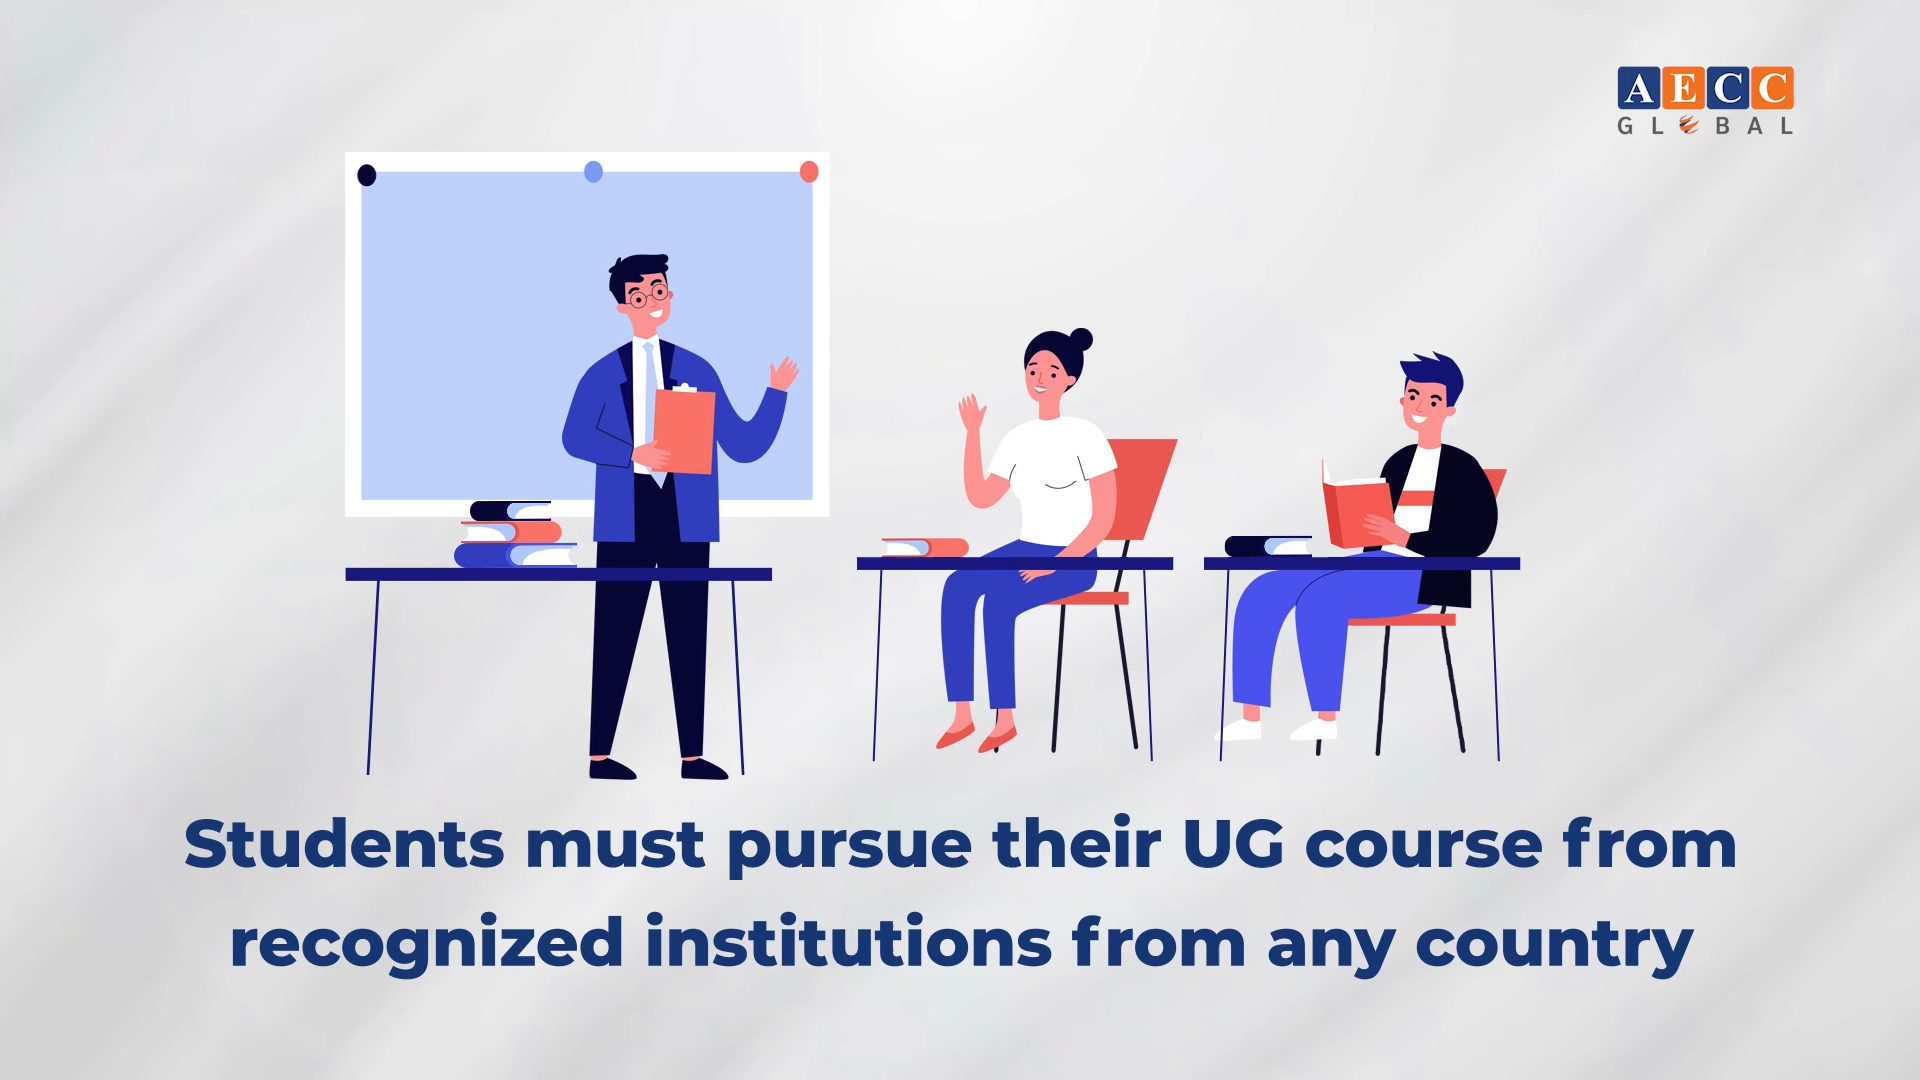 AECC
GLOBAL
Students must pursue their UG course from
recognized institutions from any country